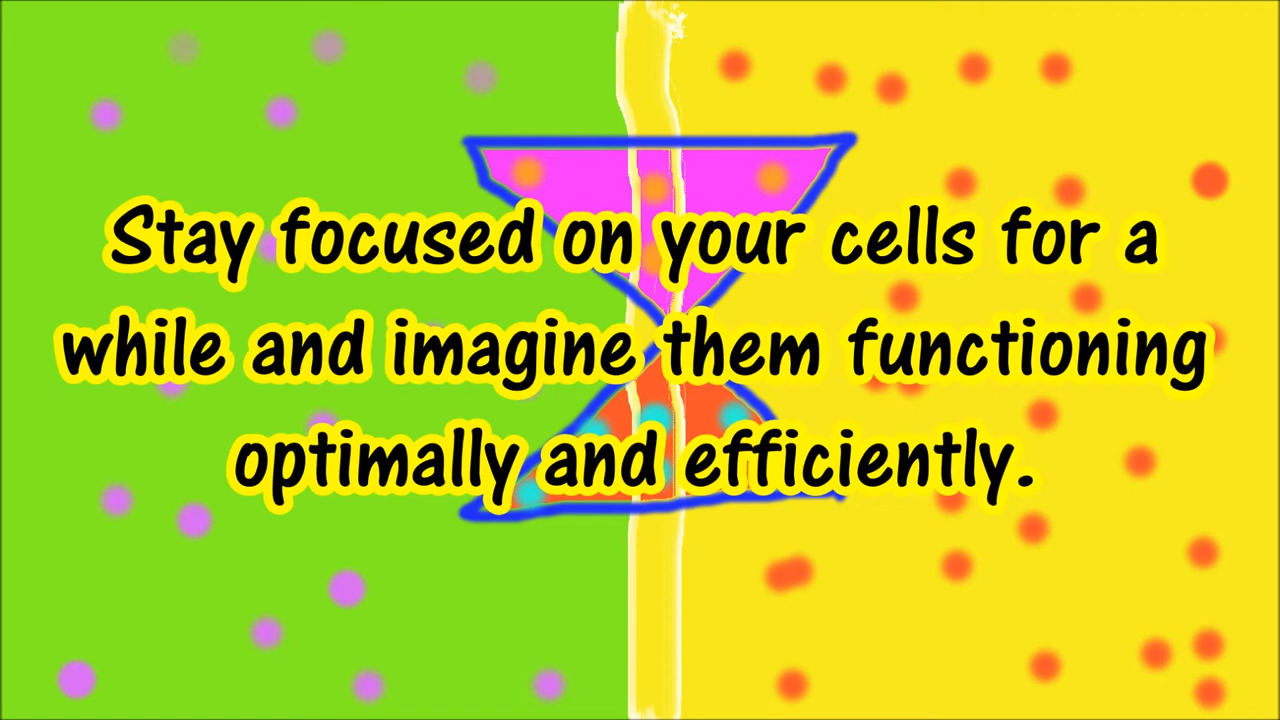 Stay focused on your cells for a
while and imagine them functioning
optimally and efficiently.